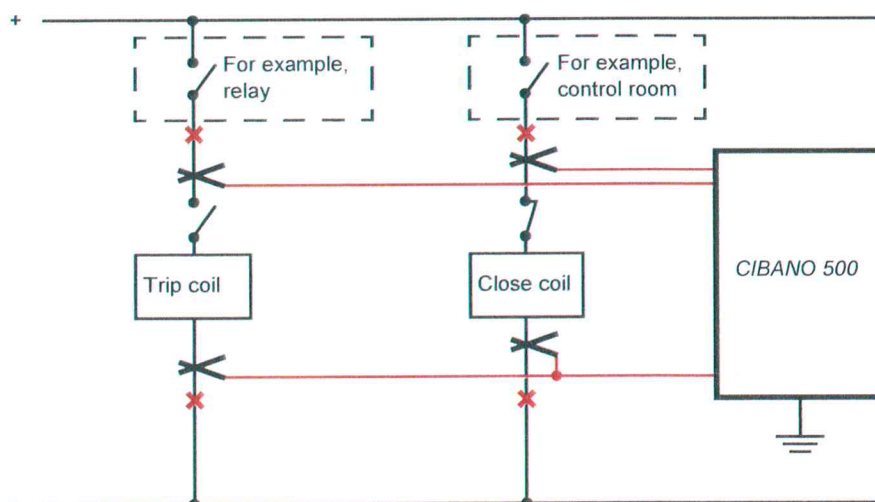 +
For example,
relay
For example,
control room
Trip coil
Close coil
CIBANO 500